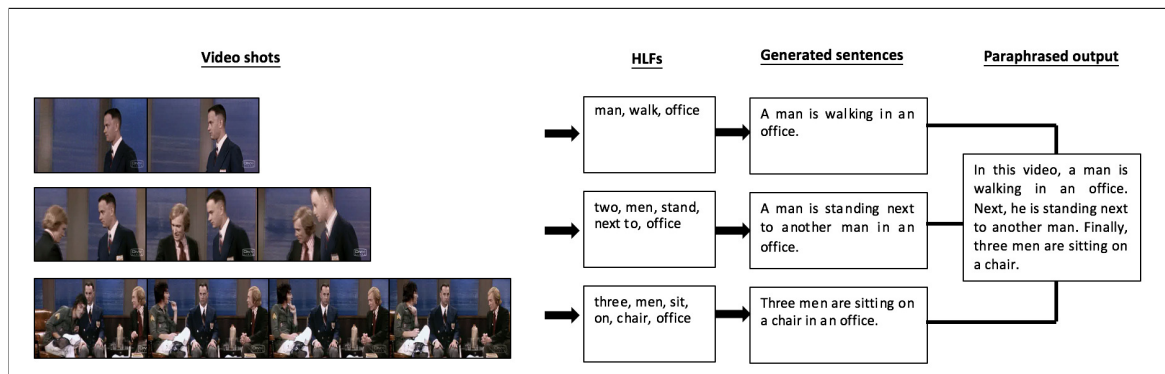 Video shots
HLFs
Generated sentences
Paraphrased output
man, walk, office
A man is walking in an
office.
two, men, stand,
next to, office
A man is standing next
to another man in an
office.
three, men, sit,
on, chair, office
Three men are sitting on
a chair in an office.
In this video, a man is
walking in an office.
Next, he is standing next
to another man. Finally,
three men are sitting on
a chair.